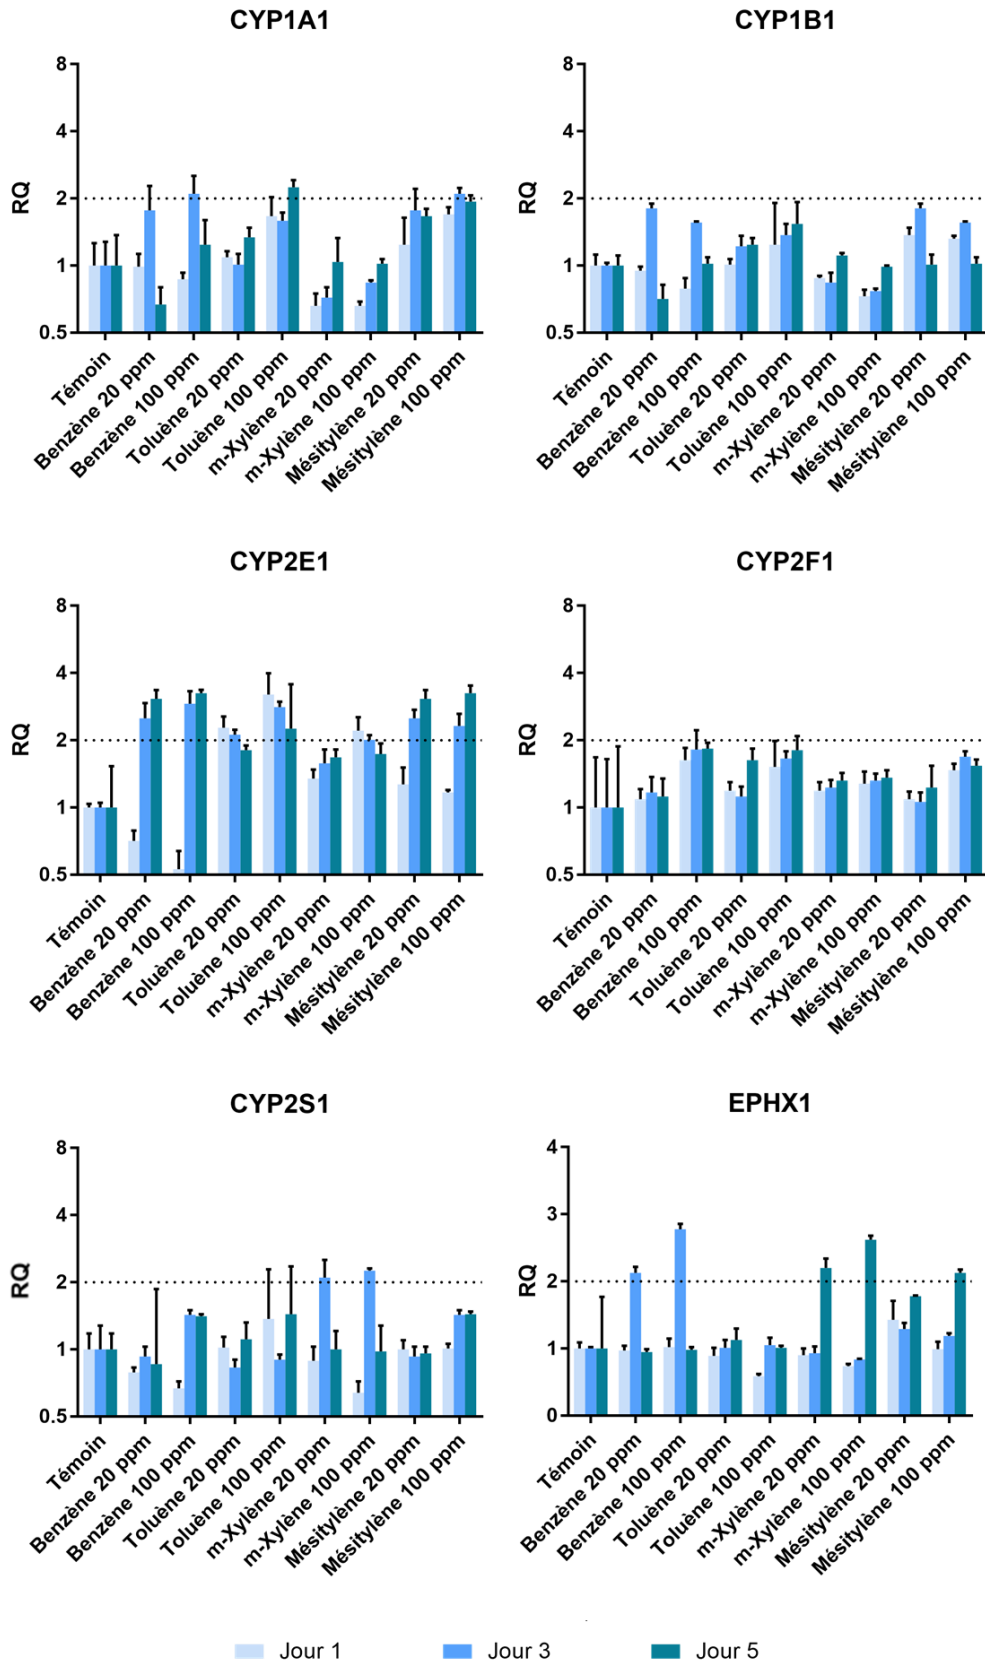 CYP1A1
8
4
2
1
0.5
RQ
Témoin
Benzène 20 ppm
Benzène 100 ppm
Toluène 20 ppm
Toluène 100 ppm
m-Xylène 20 ppm
m-Xylène 100 ppm
Mésitylène 20 ppm
Mésitylène 100 ppm
CYP1B1
8
4
2
1
0.5
RQ
Témoin
Benzène 20 ppm
Benzène 100 ppm
Toluène 20 ppm
Toluène 100 ppm
m-Xylène 20 ppm
m-Xylène 100 ppm
Mésitylène 20 ppm
Mésitylène 100 ppm
CYP2E1
8
4
2
1
0.5
RQ
Témoin
Benzène 20 ppm
Benzène 100 ppm
Toluène 20 ppm
Toluène 100 ppm
m-Xylène 20 ppm
m-Xylène 100 ppm
Mésitylène 20 ppm
Mésitylène 100 ppm
CYP2F1
8
4
2
1
0.5
RQ
Témoin
Benzène 20 ppm
Benzène 100 ppm
Toluène 20 ppm
Toluène 100 ppm
m-Xylène 20 ppm
m-Xylène 100 ppm
Mésitylène 20 ppm
Mésitylène 100 ppm
CYP2S1
8
4
2
1
0.5
RQ
Témoin
Benzène 20 ppm
Benzène 100 ppm
Toluène 20 ppm
Toluène 100 ppm
m-Xylène 20 ppm
m-Xylène 100 ppm
Mésitylène 20 ppm
Mésitylène 100 ppm
EPHX1
4
3
2
1
0
RQ
Témoin
Benzène 20 ppm
Benzène 100 ppm
Toluène 20 ppm
Toluène 100 ppm
m-Xylène 20 ppm
m-Xylène 100 ppm
Mésitylène 20 ppm
Mésitylène 100 ppm
Jour 1
Jour 3
Jour 5